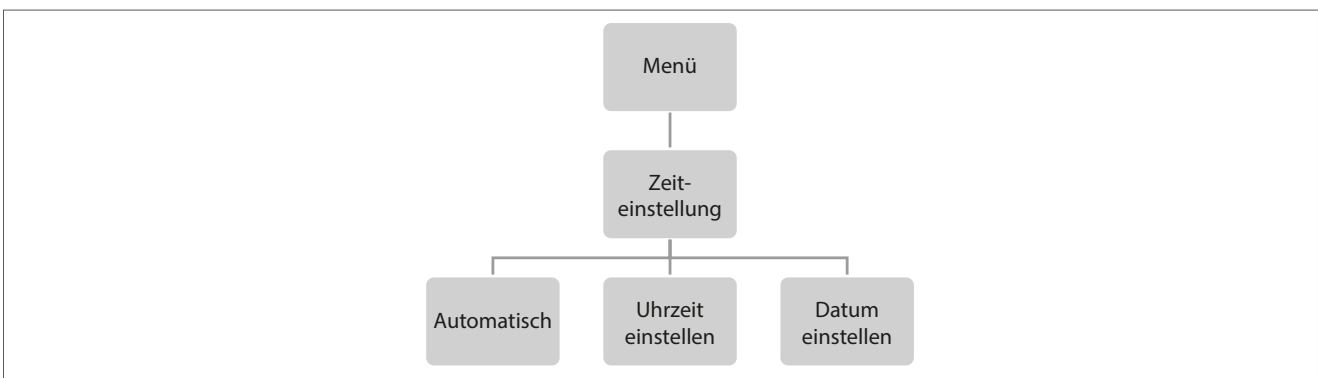 Menü
Zeit-
einstellung
Automatisch
Uhrzeit
einstellen
Datum
einstellen